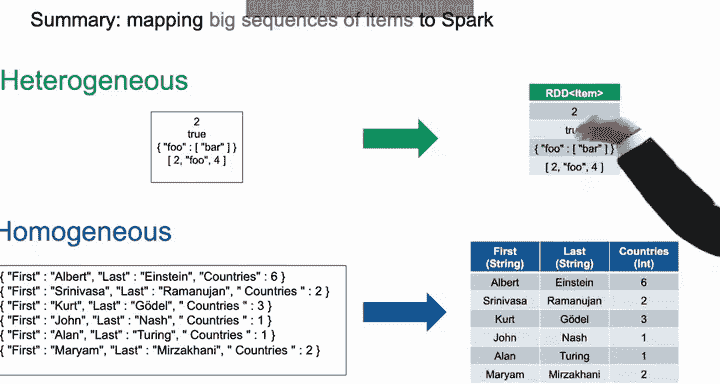 Summary: mapping big sequences of items to Spark
Heterogeneous
2
true
{ "foo" : [ "bar" ] }
[ 2, "foo", 4 ]
RDD<Item>
2
{ "foo" : [ "bar" ] }
[ 2, "foo", 4 ]
Homogeneous
{ "First" : "Albert", "Last" : "Einstein", "Countries" : 6 }
{ "First" : "Srinivasa", "Last" : "Ramanujan", " Countries " : 2 }
{ "First" : "Kurt", "Last" : "Gödel", " Countries " : 3 }
{ "First" : "John", "Last" : "Nash", " Countries " : 1 }
{ "First" : "Alan", "Last" : "Turing", " Countries " : 1 }
{ "First" : "Maryam", "Last" : "Mirzakhani", " Countries " : 2 }
First (String) Last (String) Countries (Int)
Albert Einstein 6
Srinivasa Ramanujan 2
Kurt Gödel 3
John Nash 1
Alan Turing 1
Maryam Mirzakhani 2